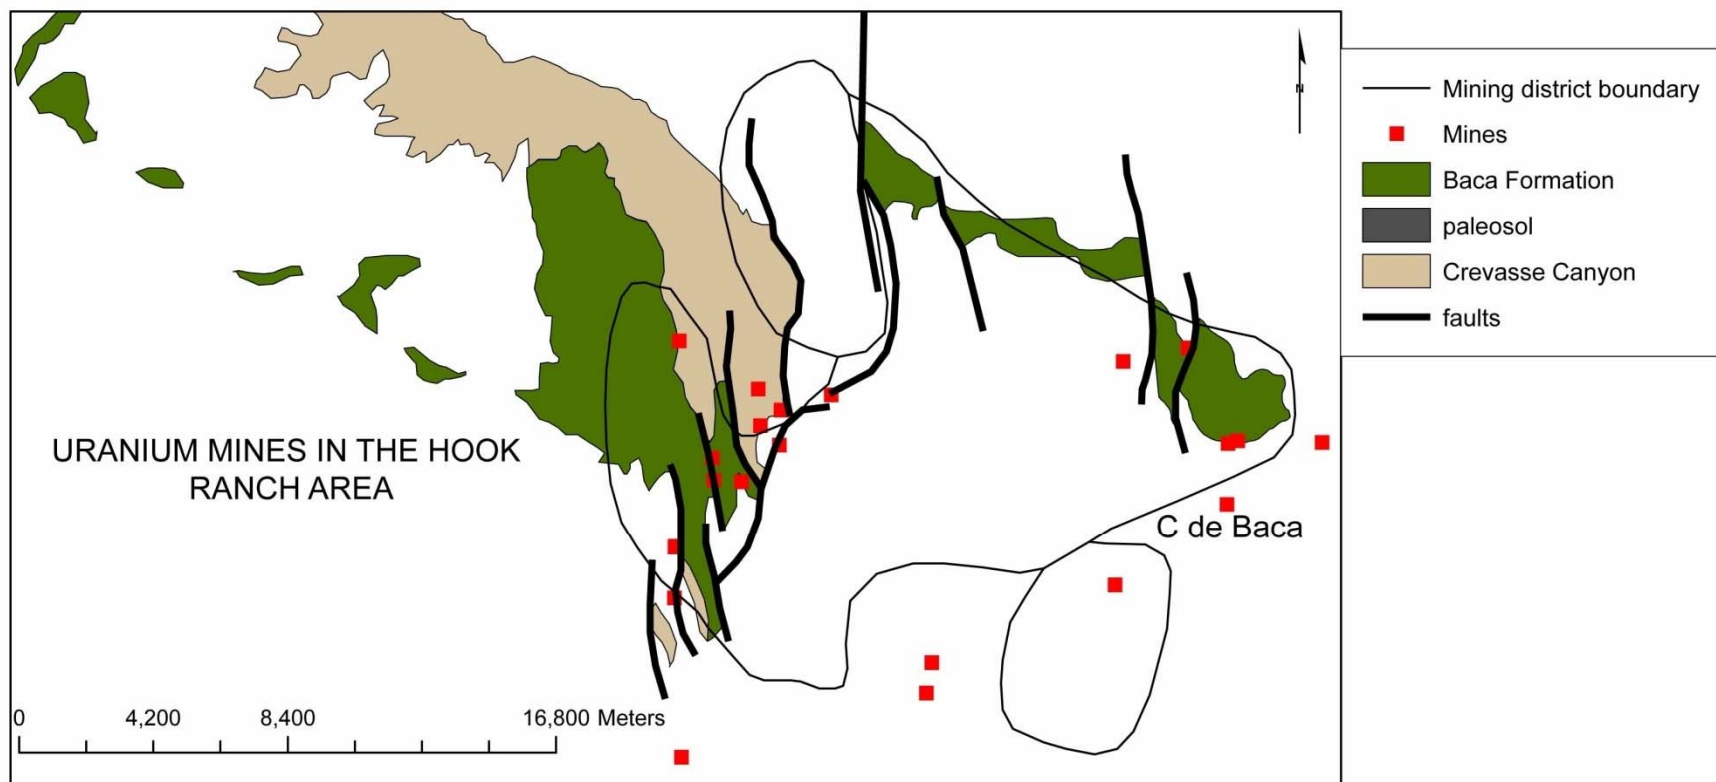 Mining district boundary
Mines
Baca Formation
paleosol
Crevasse Canyon
faults
N
URANIUM MINES IN THE HOOK
RANCH AREA
C de Baca
0 4,200 8,400 16,800 Meters